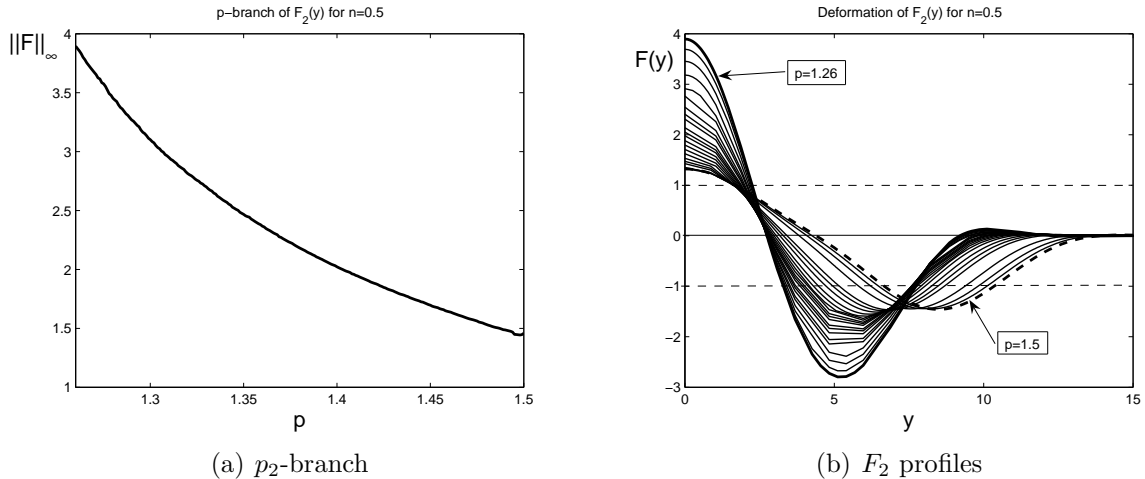 p−branch of F₂(y) for n=0.5
||F||∞
4
3.5
3
2.5
2
1.5
1
1.3
1.35
1.4
1.45
1.5
p
(a) p₂-branch
Deformation of F₂(y) for n=0.5
F(y)
4
3
2
1
0
−1
−2
−3
p=1.26
p=1.5
0
5
10
15
y
(b) F₂ profiles